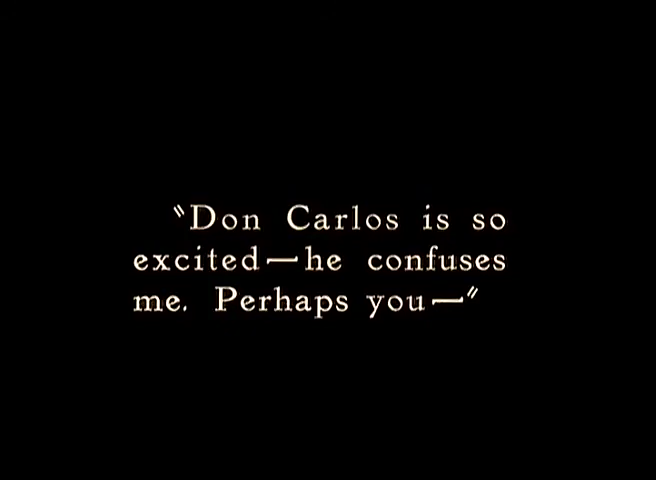 "Don Carlos is so
excited—he confuses
me. Perhaps you—"